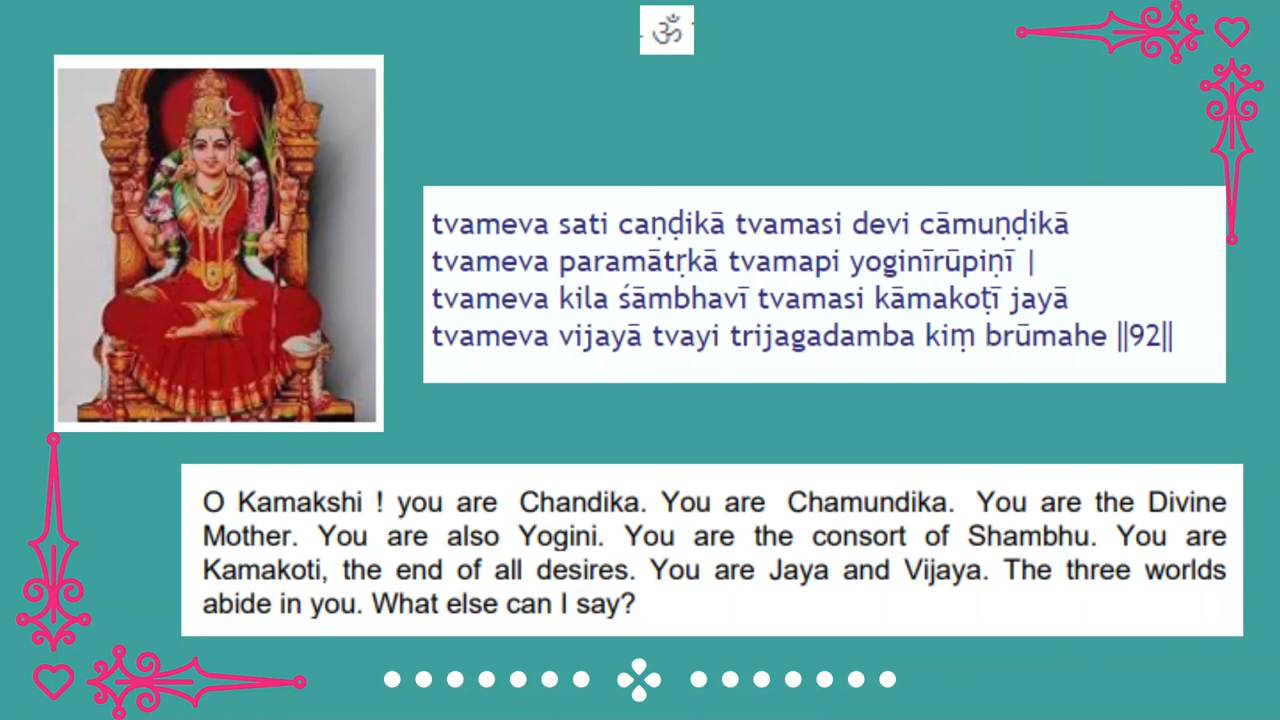 ॐ
tvameva sati caṇḍikā tvamasi devi cāmuṇḍikā
tvameva paramātṛkā tvamapi yoginīrūpiṇī |
tvameva kila śāmbhavī tvamasi kāmakoṭī jayā
tvameva vijayā tvayi trijagadamba kiṃ brūmahe ||92||
O Kamakshi ! you are Chandika. You are Chamundika. You are the Divine
Mother. You are also Yogini. You are the consort of Shambhu. You are
Kamakoti, the end of all desires. You are Jaya and Vijaya. The three worlds
abide in you. What else can I say?